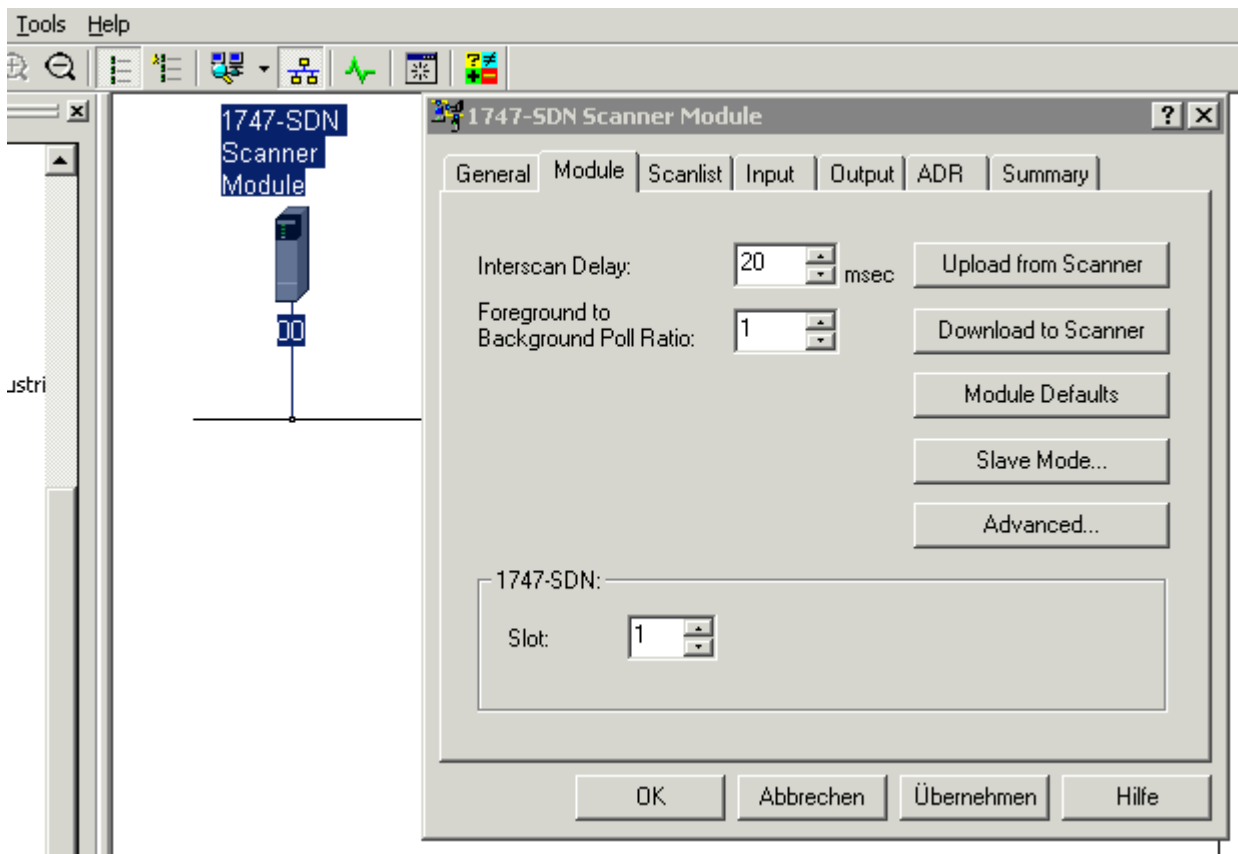 Tools Help
1747-SDN
Scanner
Module
00
ustri
1747-SDN Scanner Module
General Module Scanlist Input Output ADR Summary
Interscan Delay: 20 msec Upload from Scanner
Foreground to
Background Poll Ratio: 1 Download to Scanner
Module Defaults
Slave Mode...
Advanced...
1747-SDN:
Slot: 1
OK Abbrechen Übernehmen Hilfe